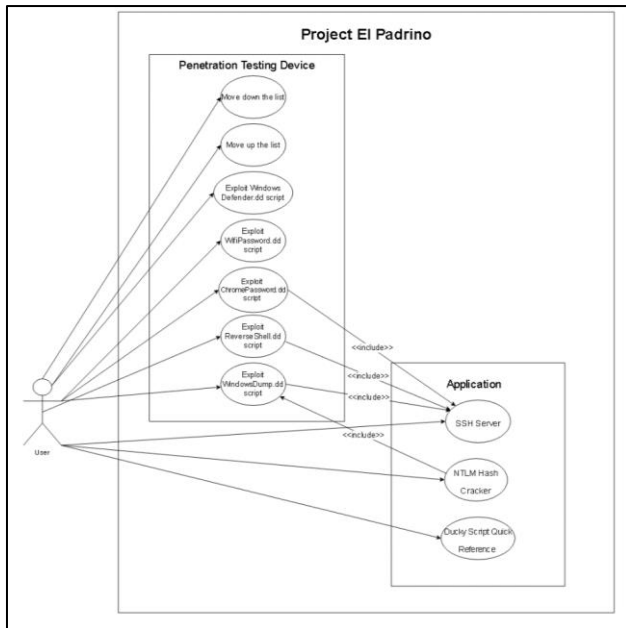 Project El Padrino
Penetration Testing Device
Move down the list
Move up the list
Exploit Windows
Defender.dd script
Exploit
WifiPassword.dd
script
Exploit
ChromePassword.dd
script
Exploit
ReverseShell.dd
script
Exploit
WindowsDump.dd
script
<<include>>
<<include>>
<<include>>
<<include>>
User
Application
SSH Server
NTLM Hash
Cracker
Ducky Script Quick
Reference